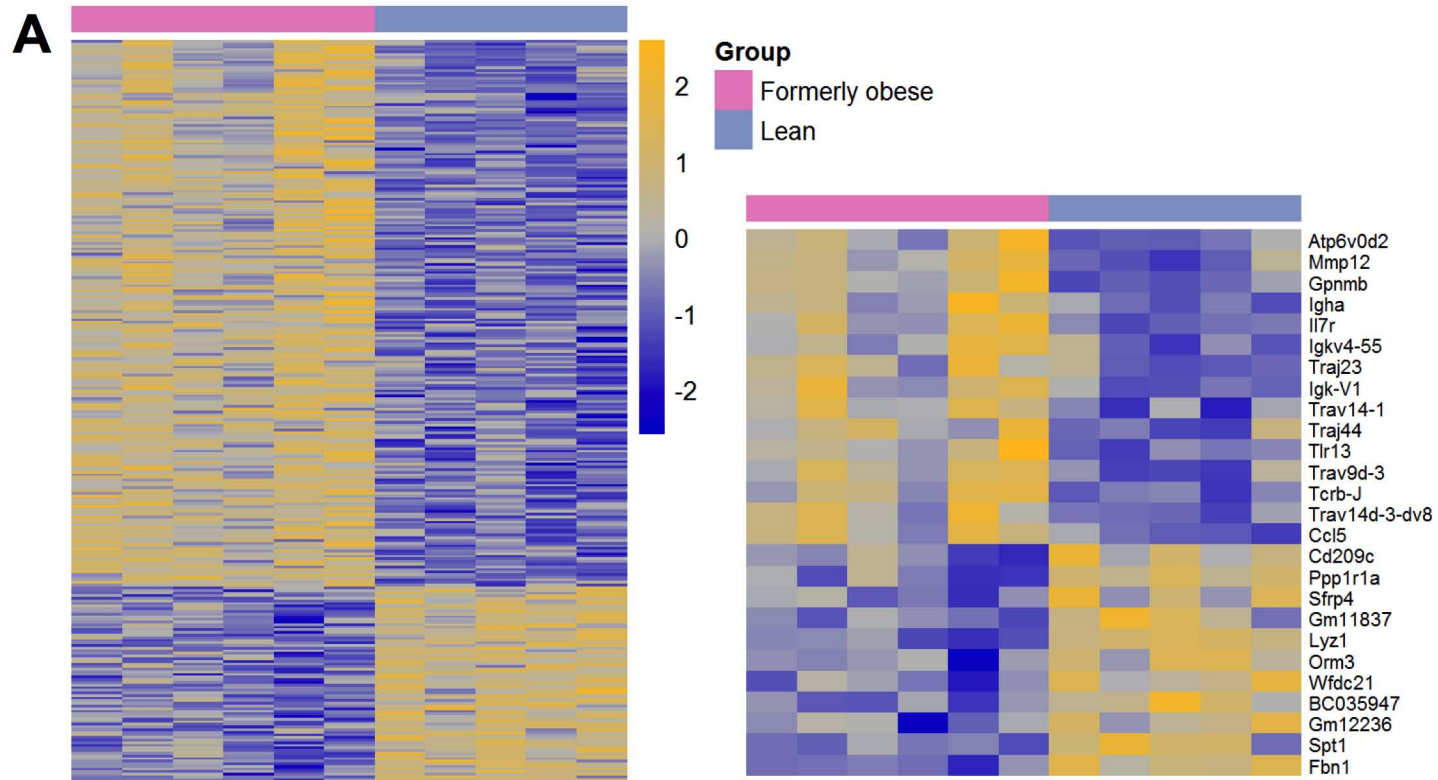 A
2
1
0
-1
-2
Group
Formerly obese
Lean
Atp6v0d2
Mmp12
Gpnmb
Igha
Il7r
Igkv4-55
Traj23
Igk-V1
Trav14-1
Traj44
Tlr13
Trav9d-3
Tcrb-J
Trav14d-3-dv8
Ccl5
Cd209c
Ppp1r1a
Sfrp4
Gm11837
Lyz1
Orm3
Wfdc21
BC035947
Gm12236
Spt1
Fbn1